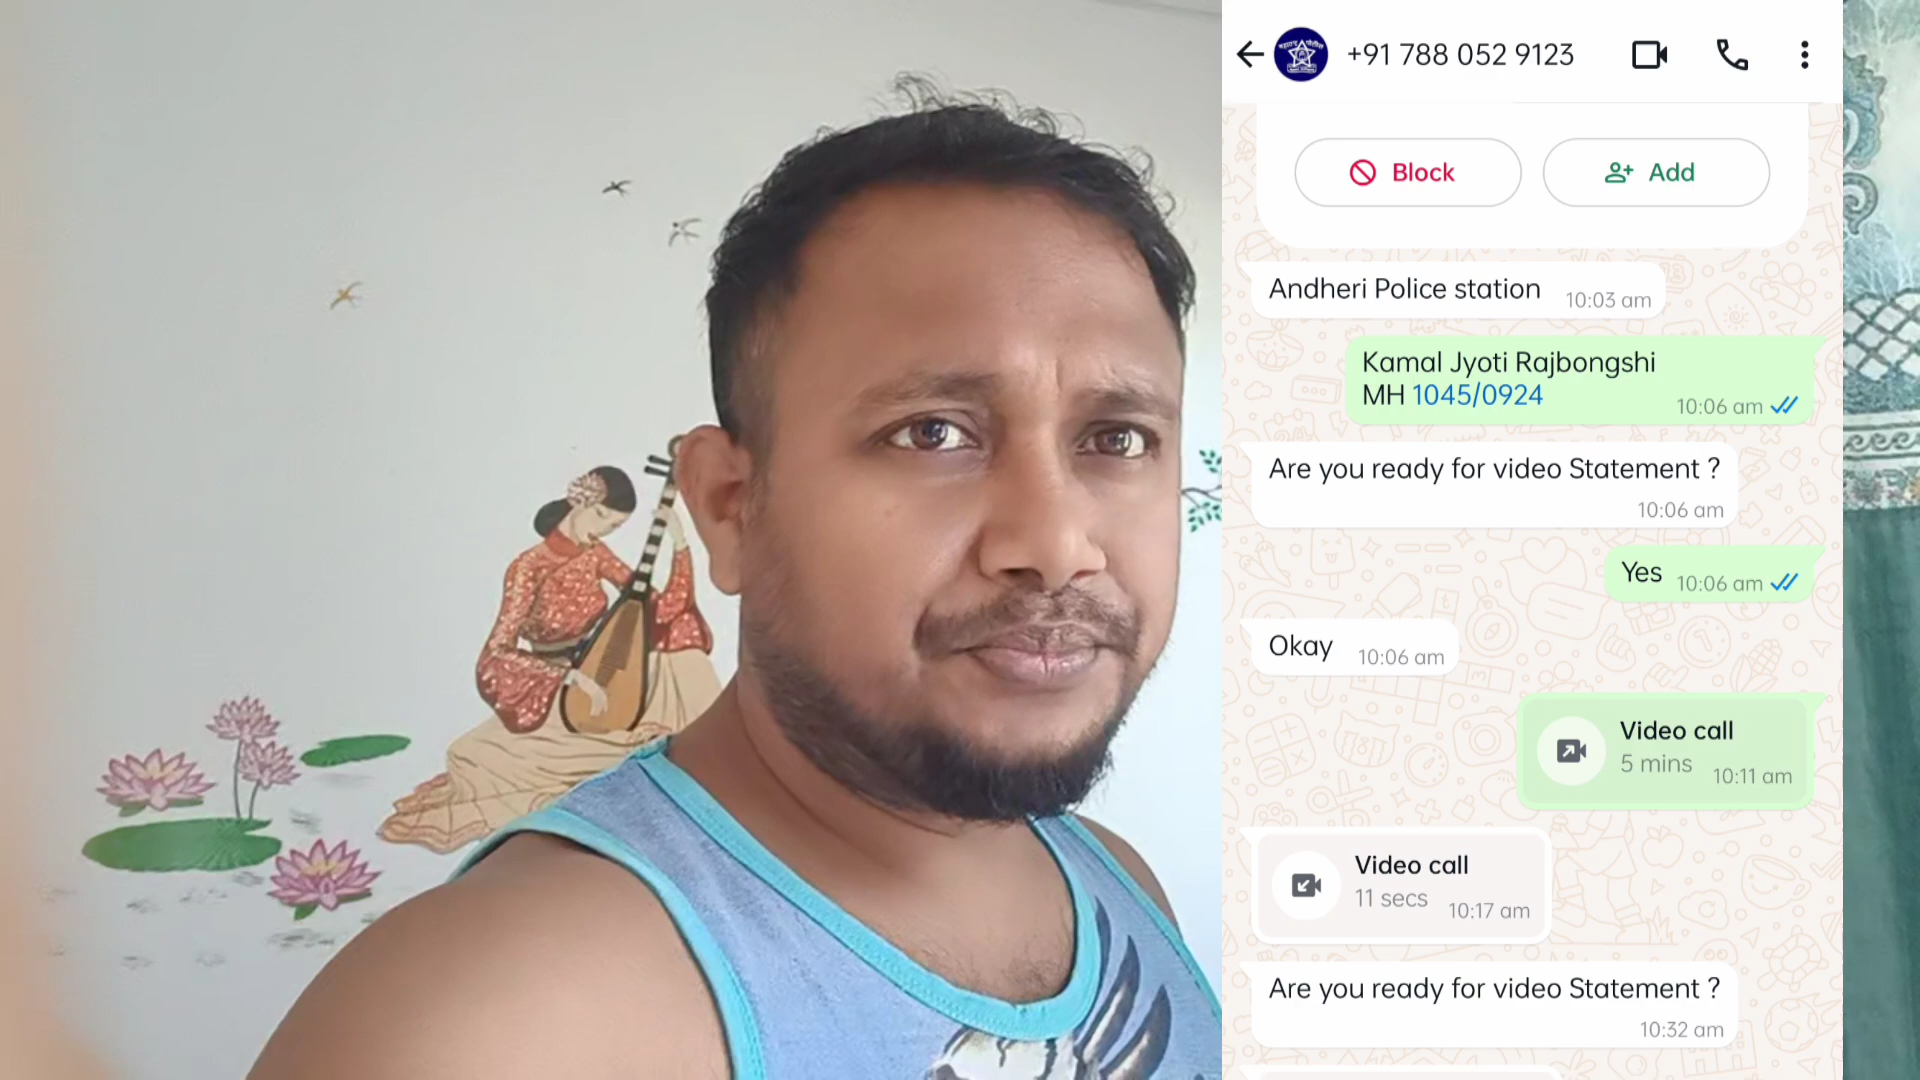 +91 788 052 9123
Block
Add
Andheri Police station
10:03 am
Kamal Jyoti Rajbongshi
MH 1045/0924
10:06 am
Are you ready for video Statement ?
10:06 am
Yes
10:06 am
Okay
10:06 am
Video call
5 mins
10:11 am
Video call
11 secs
10:17 am
Are you ready for video Statement ?
10:32 am